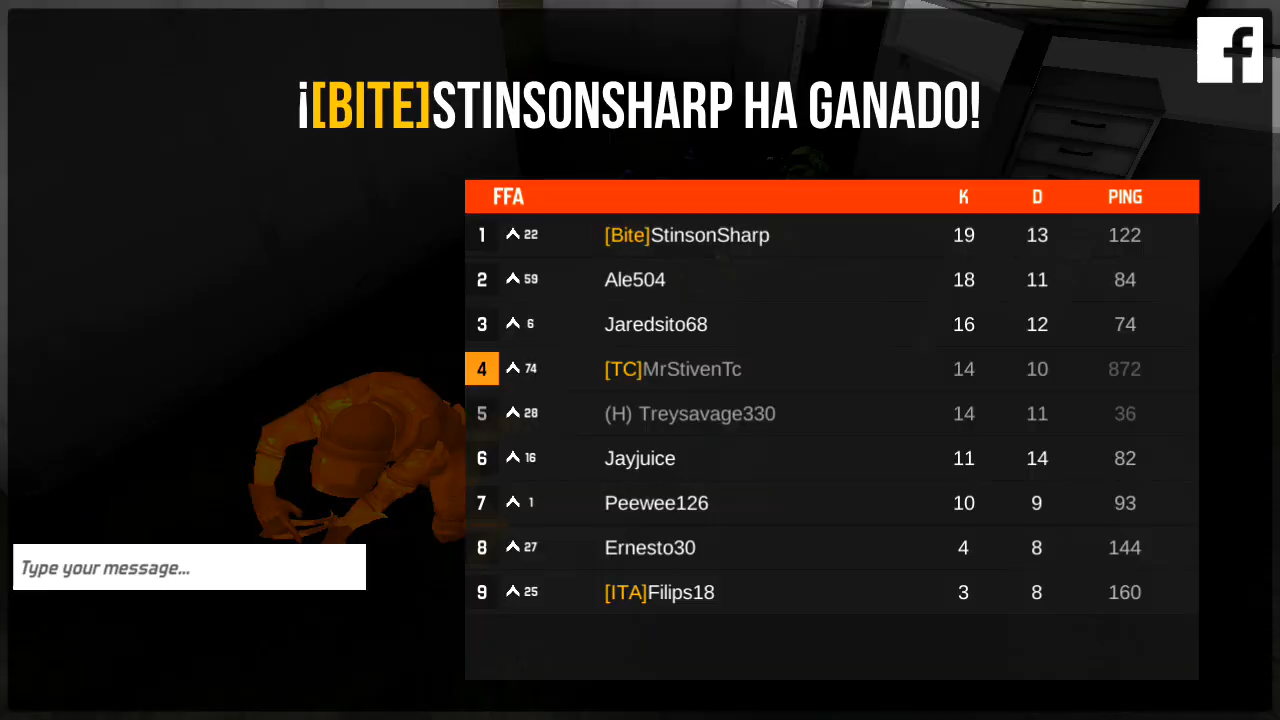 ¡[BITE]STINSONSHARP HA GANADO!
FFA K D PING
1 22 [Bite]StinsonSharp 19 13 122
2 59 Ale504 18 11 84
3 6 Jaredsito68 16 12 74
4 74 [TC]MrStivenTc 14 10 872
5 28 (H) Treysavage330 14 11 36
6 16 Jayjuice 11 14 82
7 1 Peewee126 10 9 93
8 27 Ernesto30 4 8 144
9 25 [ITA]Filips18 3 8 160
Type your message...